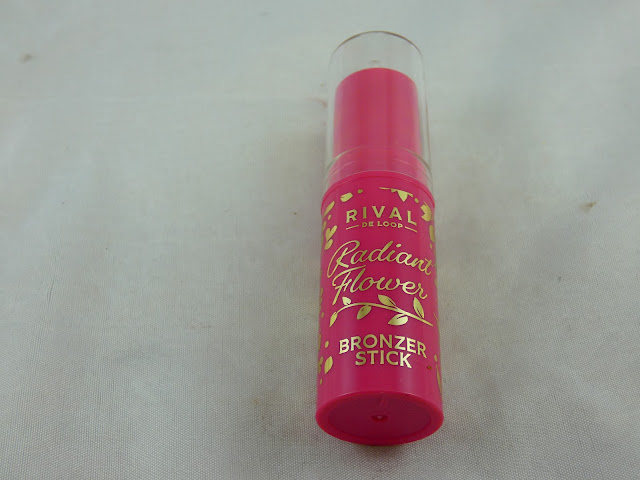 RIVAL
DE LOOP
Radiant
Flower
BRONZER
STICK